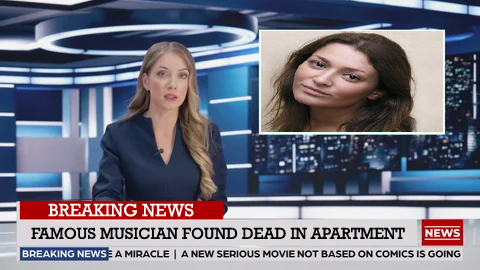 BREAKING NEWS
FAMOUS MUSICIAN FOUND DEAD IN APARTMENT
NEWS
BREAKING NEWS
E A MIRACLE | A NEW SERIOUS MOVIE NOT BASED ON COMICS IS GOING